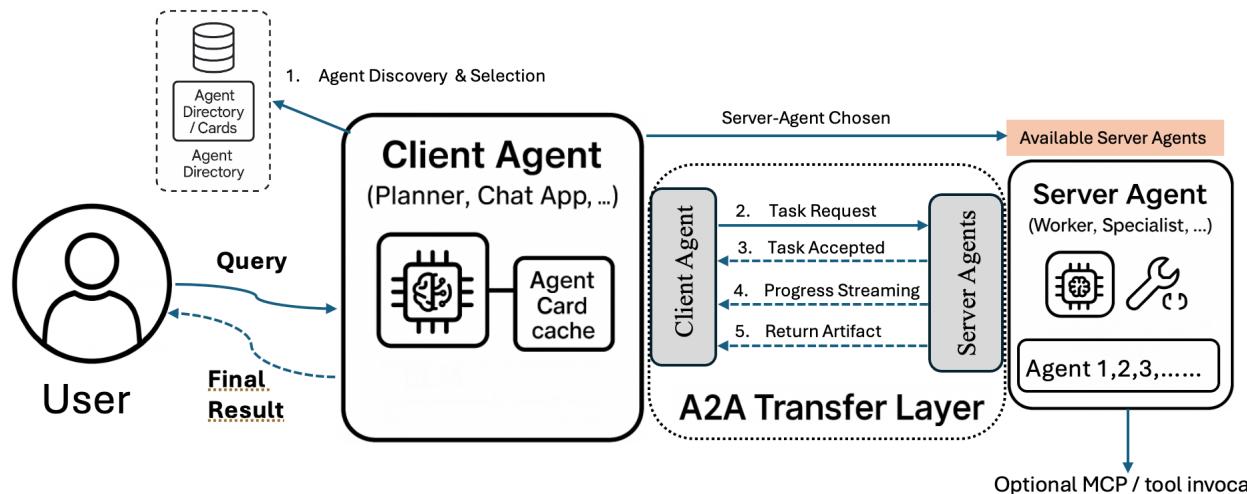 1. Agent Discovery & Selection
Agent
Directory
/ Cards
Agent
Directory
Client Agent
(Planner, Chat App, ...)
Agent
Card
cache
Server-Agent Chosen
Available Server Agents
Client Agent
2. Task Request
3. Task Accepted
4. Progress Streaming
5. Return Artifact
Server Agents
A2A Transfer Layer
Server Agent
(Worker, Specialist, ...)
Agent 1,2,3,......
Optional MCP / tool invoca
Query
Final
Result
User